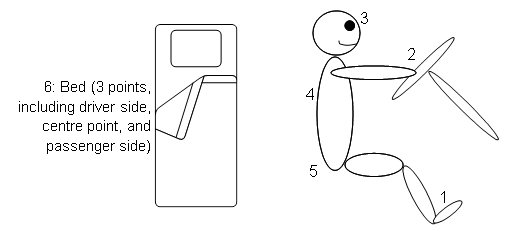 3
2
6: Bed (3 points,
including driver side,
centre point, and
passenger side)
4
5
1